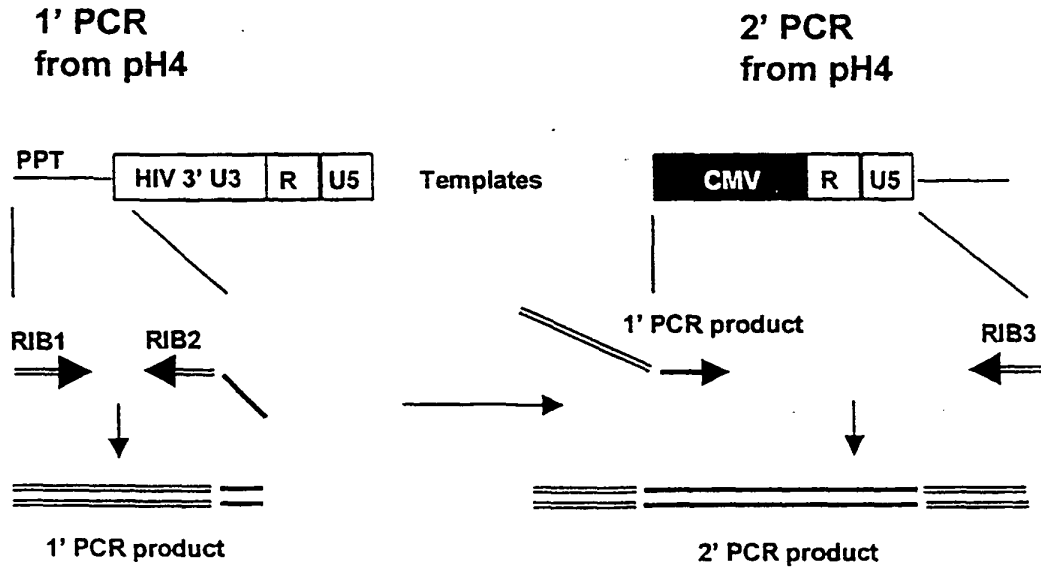 1' PCR
from pH4
2' PCR
from pH4
PPT
HIV 3' U3
R
U5
Templates
CMV
R
U5
RIB1
RIB2
1' PCR product
RIB3
1' PCR product
2' PCR product